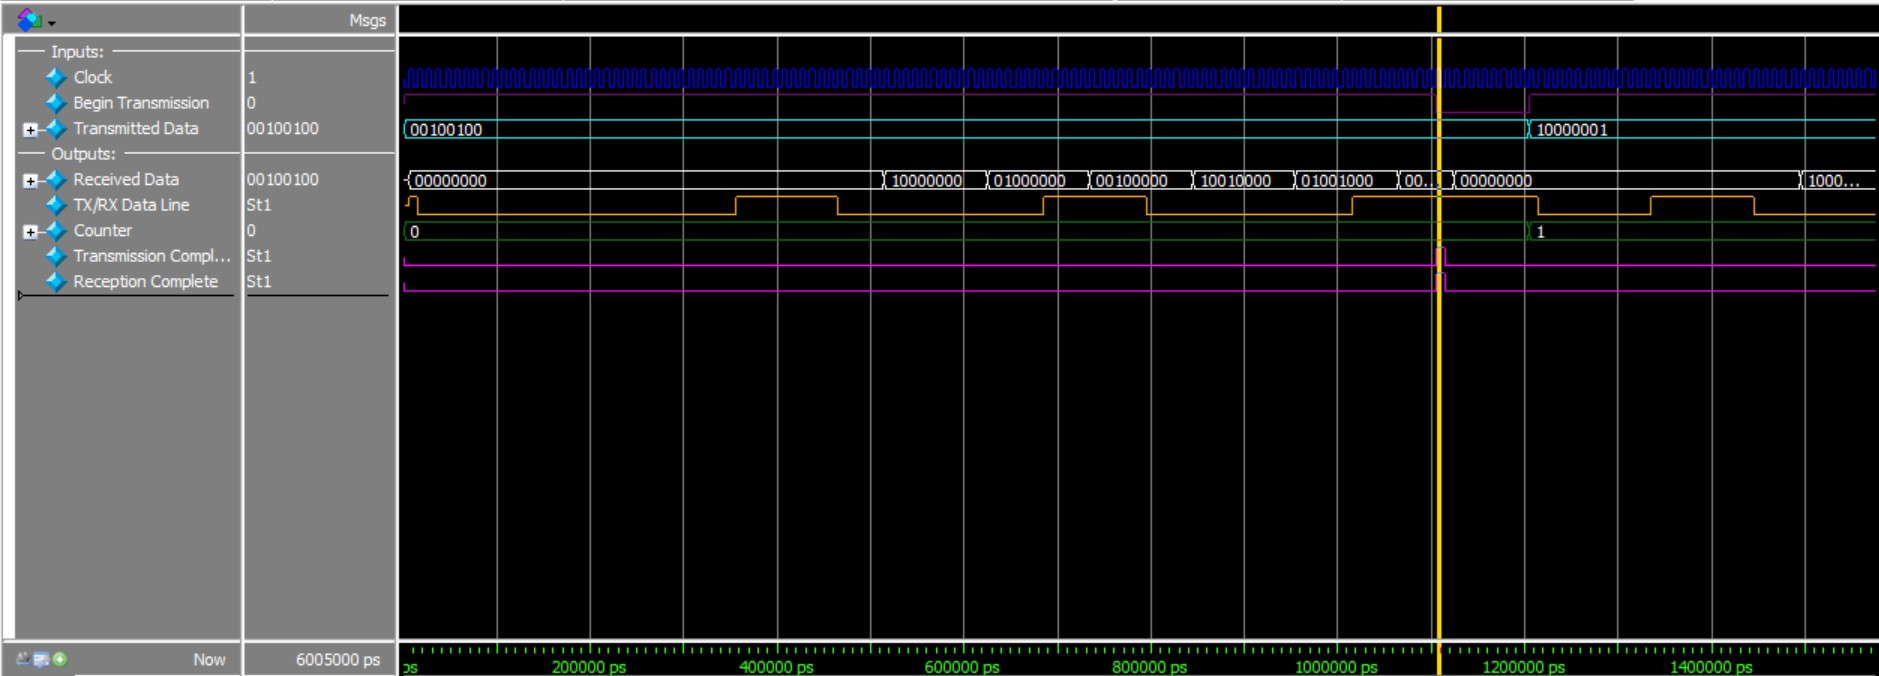 Msgs
Inputs:
Clock 1
Begin Transmission 0
Transmitted Data 00100100 00100100 10000001
Outputs:
Received Data 00100100 00000000 10000000 01000000 00100000 10010000 01001000 00... 00000000 1000...
TX/RX Data Line St1
Counter 0 0 1
Transmission Compl... St1
Reception Complete St1
Now 6005000 ps ps 200000 ps 400000 ps 600000 ps 800000 ps 1000000 ps 1200000 ps 1400000 ps